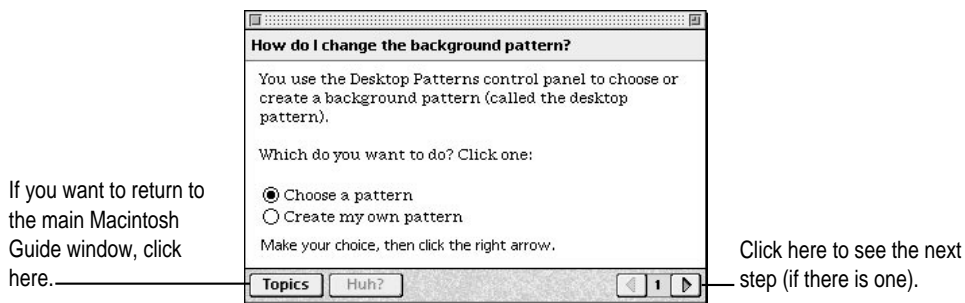 How do I change the background pattern?
You use the Desktop Patterns control panel to choose or
create a background pattern (called the desktop
pattern).
Which do you want to do? Click one:
Choose a pattern
Create my own pattern
Make your choice, then click the right arrow.
Topics Huh? 1
If you want to return to
the main Macintosh
Guide window, click
here.
Click here to see the next
step (if there is one).